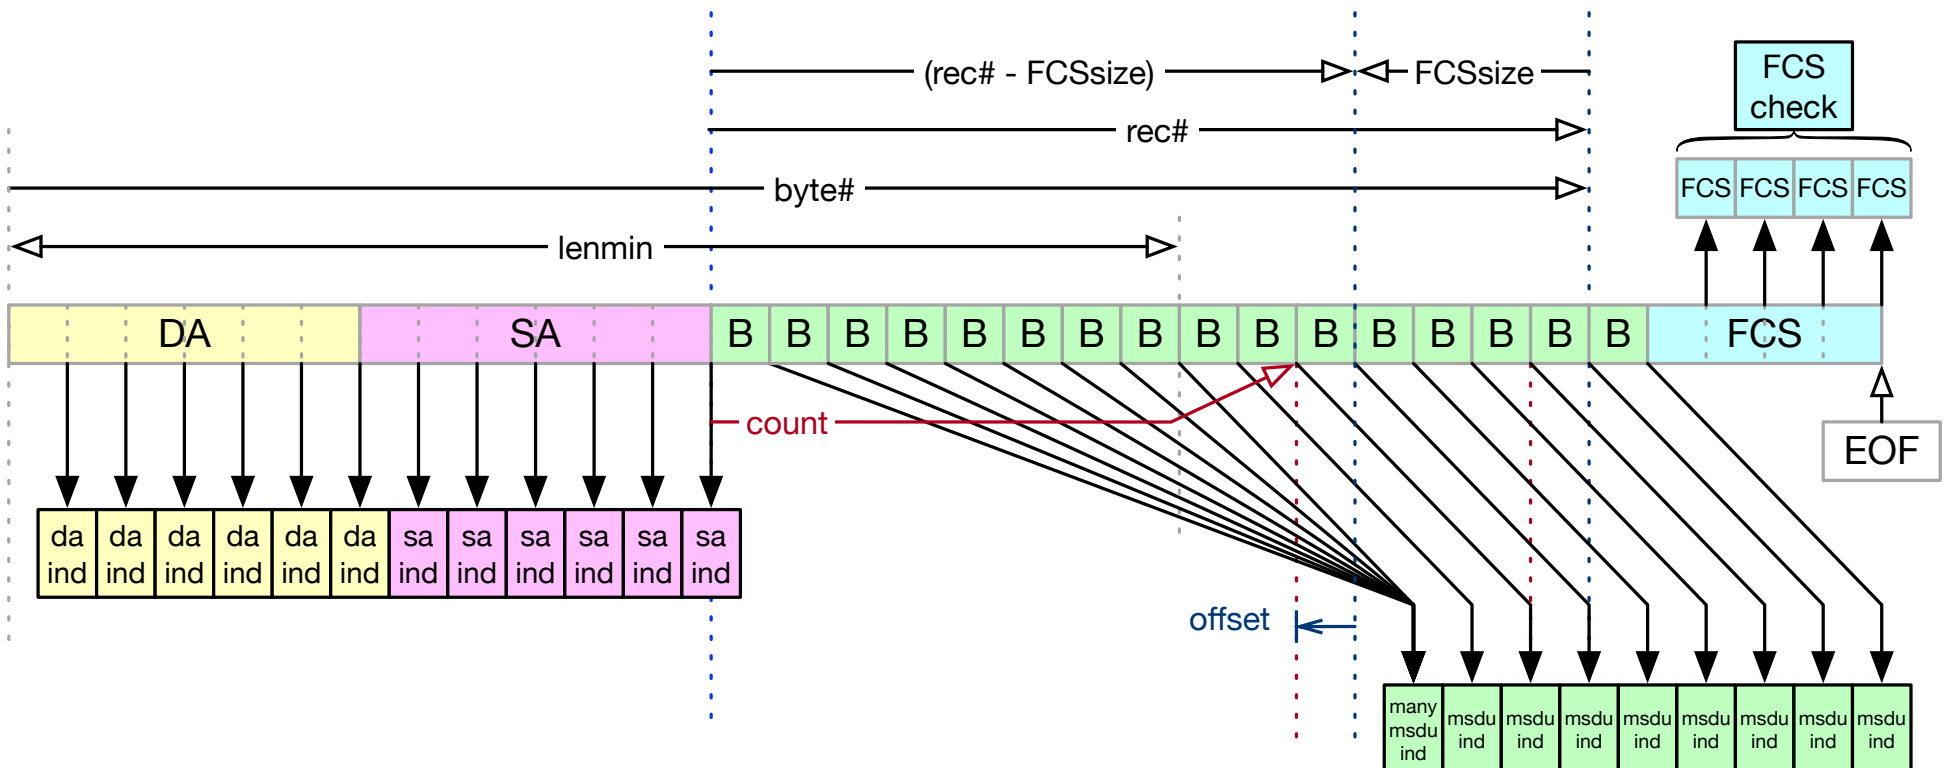 (rec# - FCSsize)
FCSsize
FCS
check
rec#
byte#
FCS FCS FCS FCS
lenmin
DA SA B B B B B B B B B B B B B B B B FCS
count
EOF
da da da da da da sa sa sa sa sa sa
ind ind ind ind ind ind ind ind ind ind ind ind
offset
many
msdu
ind
msdu msdu msdu msdu msdu msdu msdu msdu
ind ind ind ind ind ind ind ind